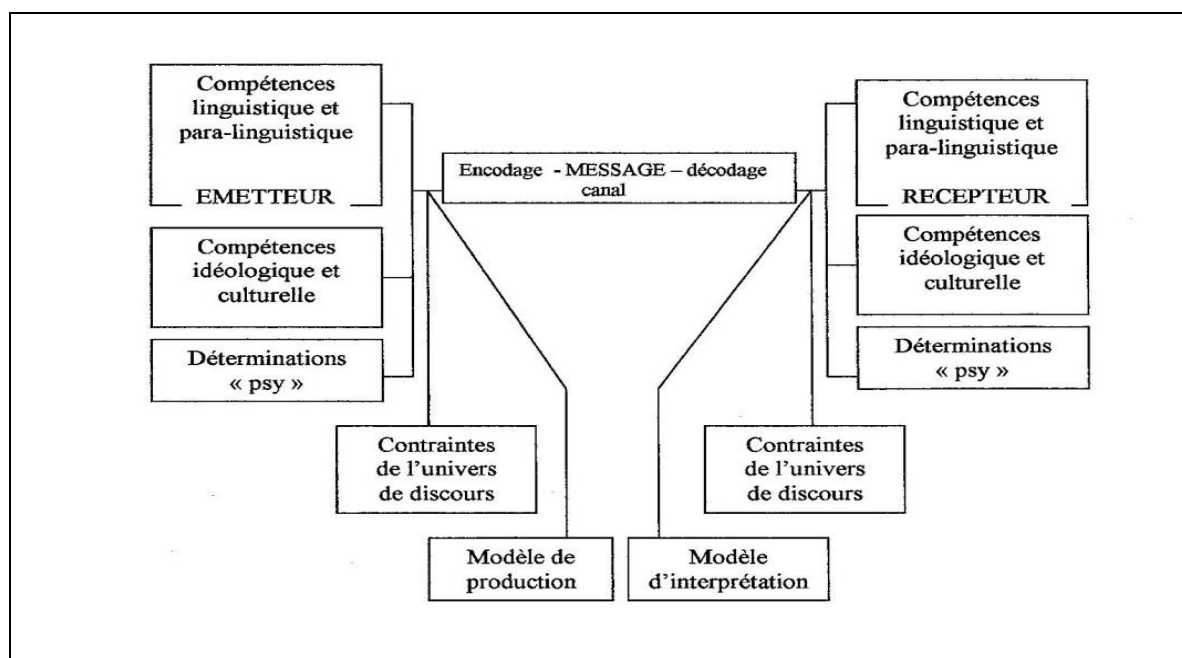 Compétences
linguistique et
para-linguistique
EMETTEUR
Compétences
idéologique et
culturelle
Déterminations
« psy »
Encodage - MESSAGE – décodage
canal
Compétences
linguistique et
para-linguistique
RECEPTEUR
Compétences
idéologique et
culturelle
Déterminations
« psy »
Contraintes
de l'univers
de discours
Contraintes
de l'univers
de discours
Modèle de
production
Modèle
d'interprétation